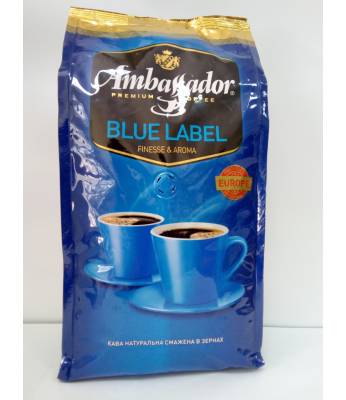 Ambassador®
PREMIUM COFFEE
BLUE LABEL
FINESSE & AROMA
EUROPE
КАВА НАТУРАЛЬНА СМАЖЕНА В ЗЕРНАХ